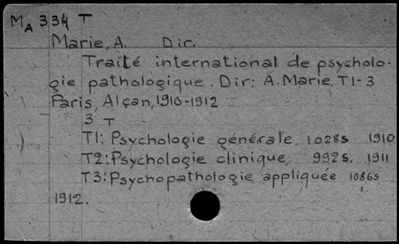 MA 334 T
Marie, A. Dir.
Traité international de psycholo-
gie pathologique. Dir: A. Marie. T1-3
Paris, Alçan, 1910-1912
3 T
T1: Psychologie générale. 1028s 1910
T2: Psychologie clinique. 992s. 1911
T3: Psychopathologie appliquée 1086s
1912.